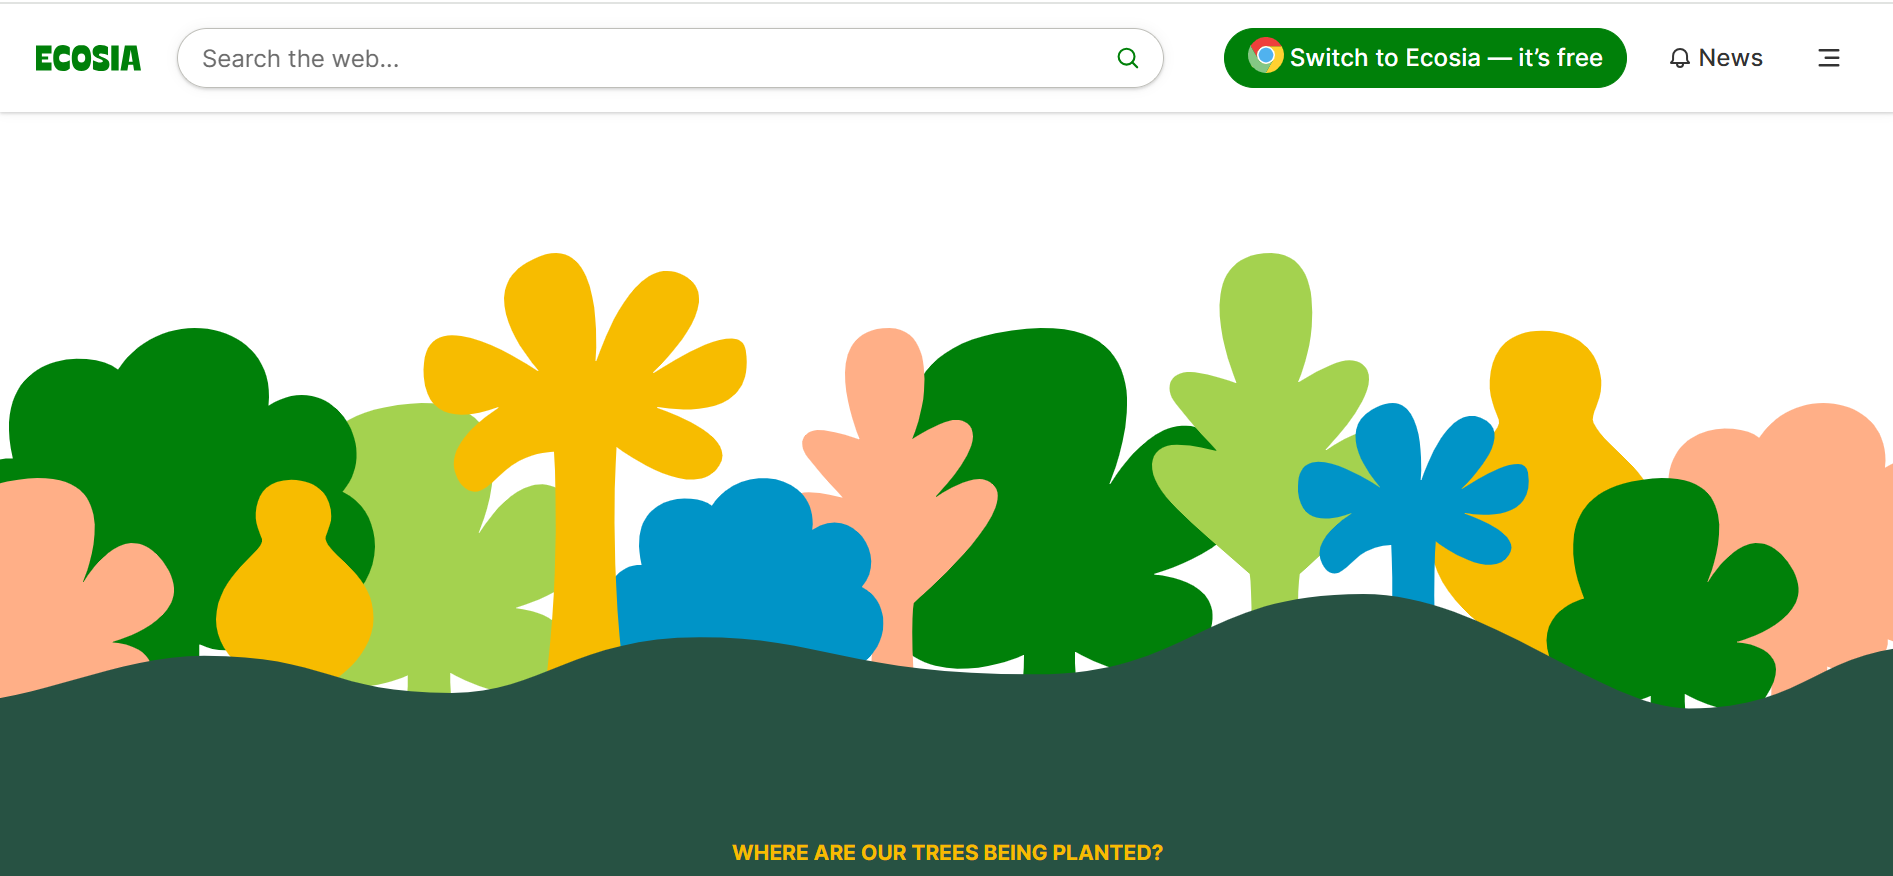 ECOSIA
Search the web...
Switch to Ecosia — it's free
News
WHERE ARE OUR TREES BEING PLANTED?